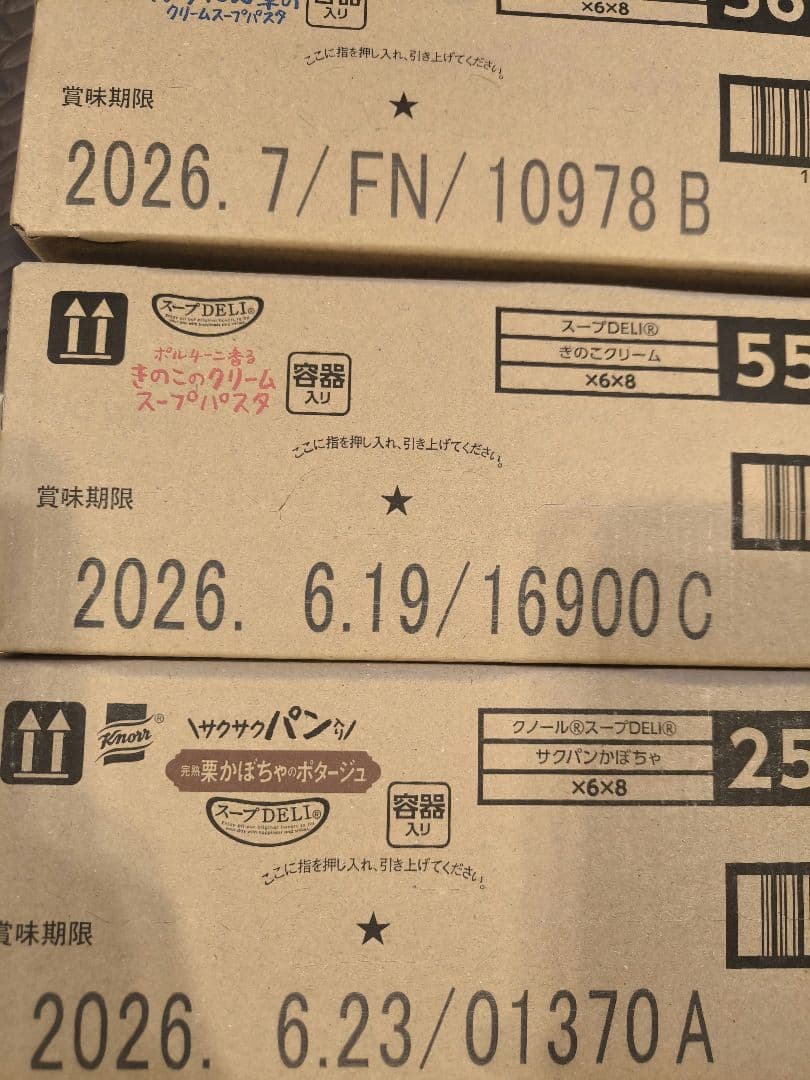 クリームスープパスタ
容器
入り
×6×8
ここに指を押し入れ、引き上げてください。
賞味期限
★
2026. 7/FN/10978 B
スープDELI®
ポルチーニ香る
きのこのクリーム
スープパスタ
容器
入り
スープDELI®
きのこクリーム
×6×8
55
ここに指を押し入れ、引き上げてください。
賞味期限
★
2026. 6.19/16900 C
Knorr®
\サクサクパン入り/
完熟栗かぼちゃのポタージュ
スープDELI®
容器
入り
クノール®スープDELI®
サクパンかぼちゃ
×6×8
25
ここに指を押し入れ、引き上げてください。
賞味期限
★
2026. 6.23/01370 A